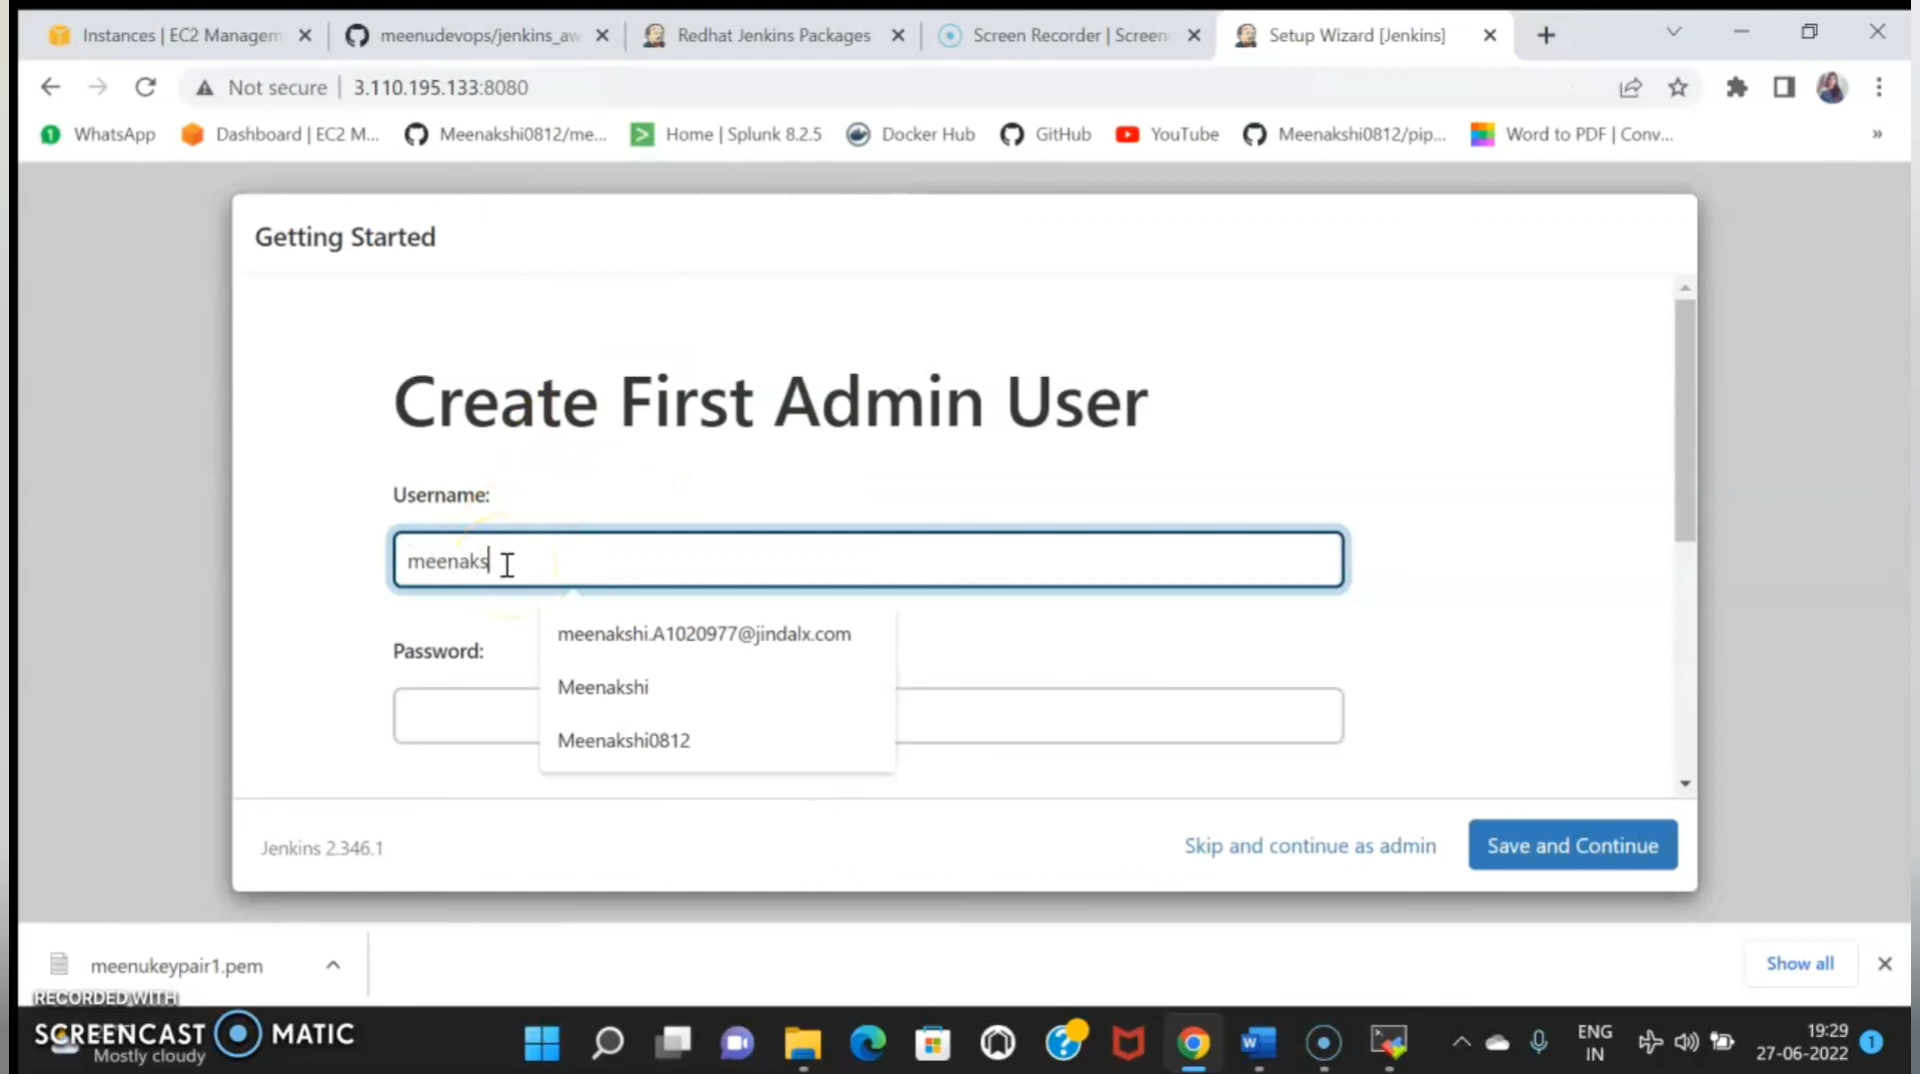 Instances | EC2 Managem
meenudevops/jenkins_aw
Redhat Jenkins Packages
Screen Recorder | Screen
Setup Wizard [Jenkins]
Not secure | 3.110.195.133:8080
WhatsApp
Dashboard | EC2 M...
Meenakshi0812/me...
Home | Splunk 8.2.5
Docker Hub
GitHub
YouTube
Meenakshi0812/pip...
Word to PDF | Conv...
»
Getting Started
Create First Admin User
Username:
meenaks
meenakshi.A1020977@jindalx.com
Password:
Meenakshi
Meenakshi0812
Jenkins 2.346.1
Skip and continue as admin
Save and Continue
meenukeypair1.pem
Show all
RECORDED WITH
SCREENCAST MATIC
Mostly cloudy
ENG
IN
19:29
27-06-2022
1